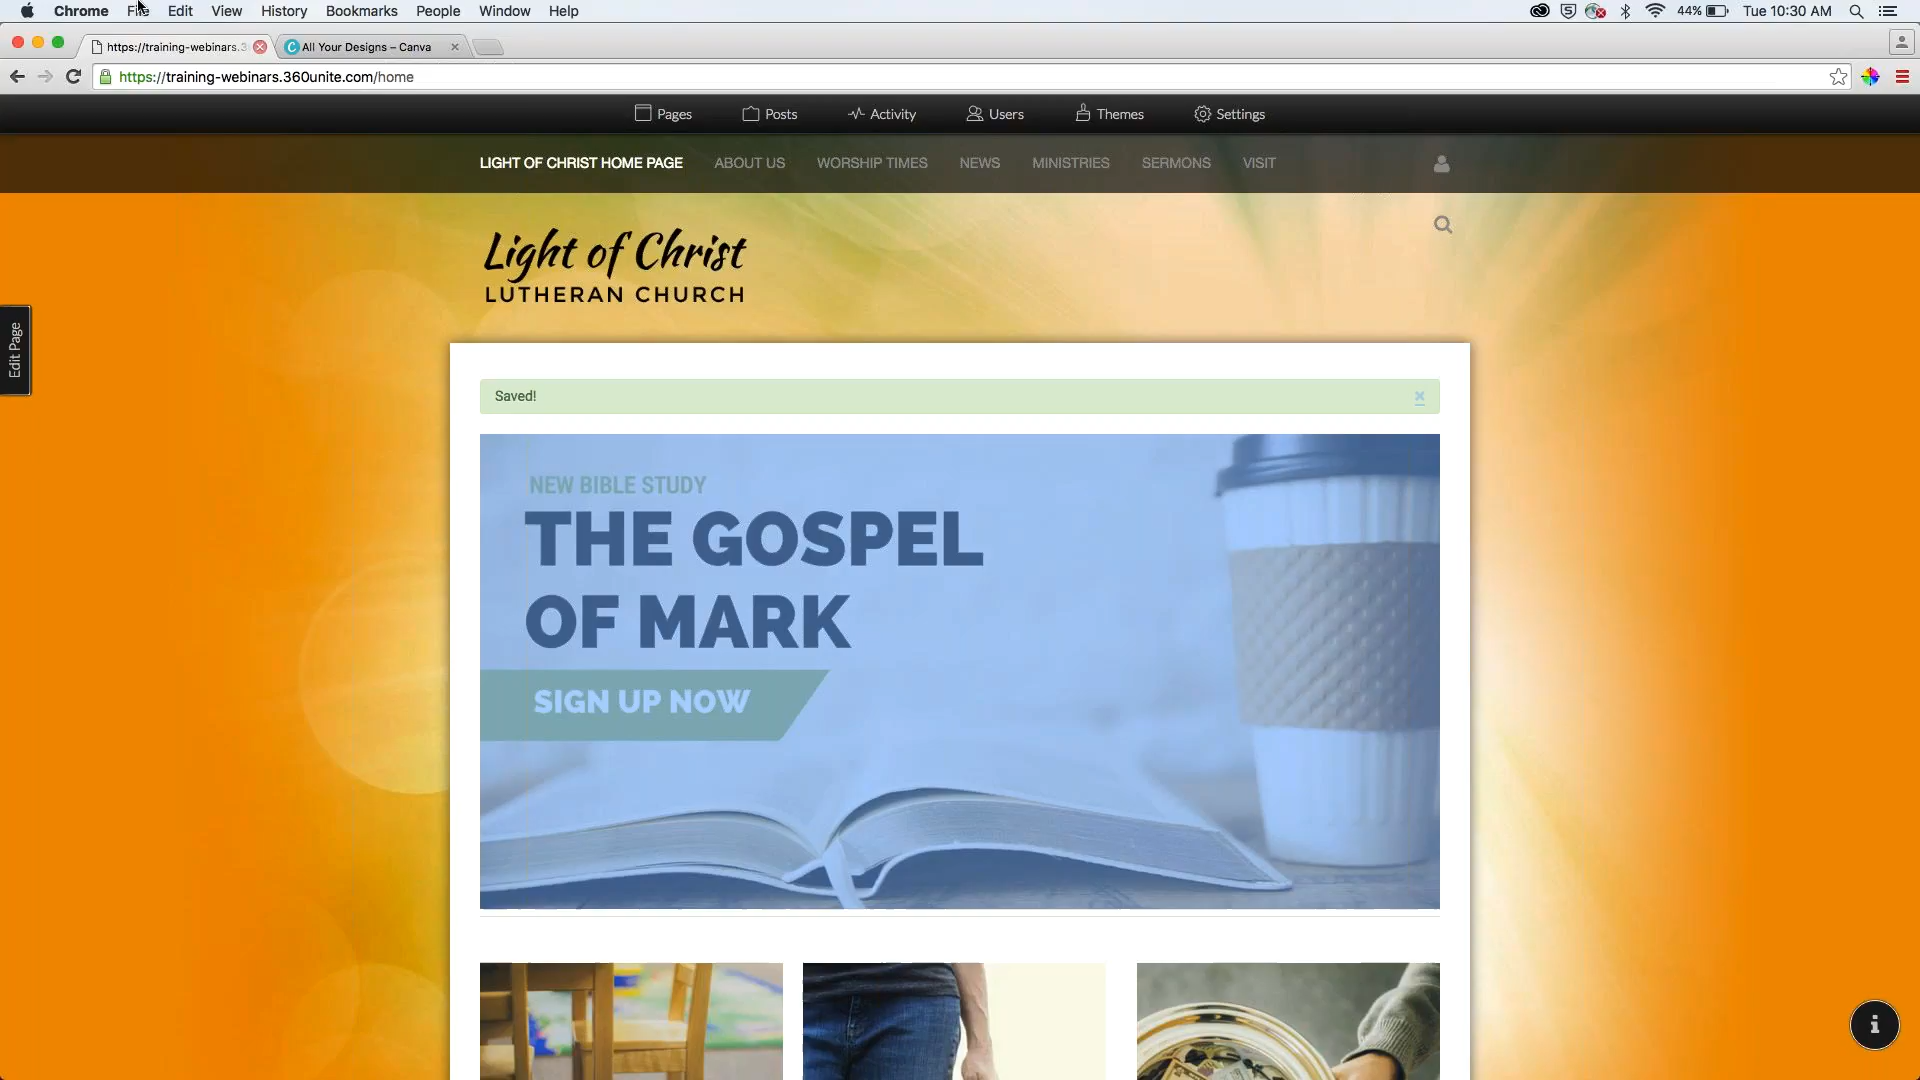 Chrome File Edit View History Bookmarks People Window Help 44% Tue 10:30 AM
https://training-webinars.3 All Your Designs – Canva
https://training-webinars.360unite.com/home
Pages Posts Activity Users Themes Settings
LIGHT OF CHRIST HOME PAGE ABOUT US WORSHIP TIMES NEWS MINISTRIES SERMONS VISIT
Light of Christ
LUTHERAN CHURCH
Edit Page
Saved! ×
NEW BIBLE STUDY
THE GOSPEL
OF MARK
SIGN UP NOW